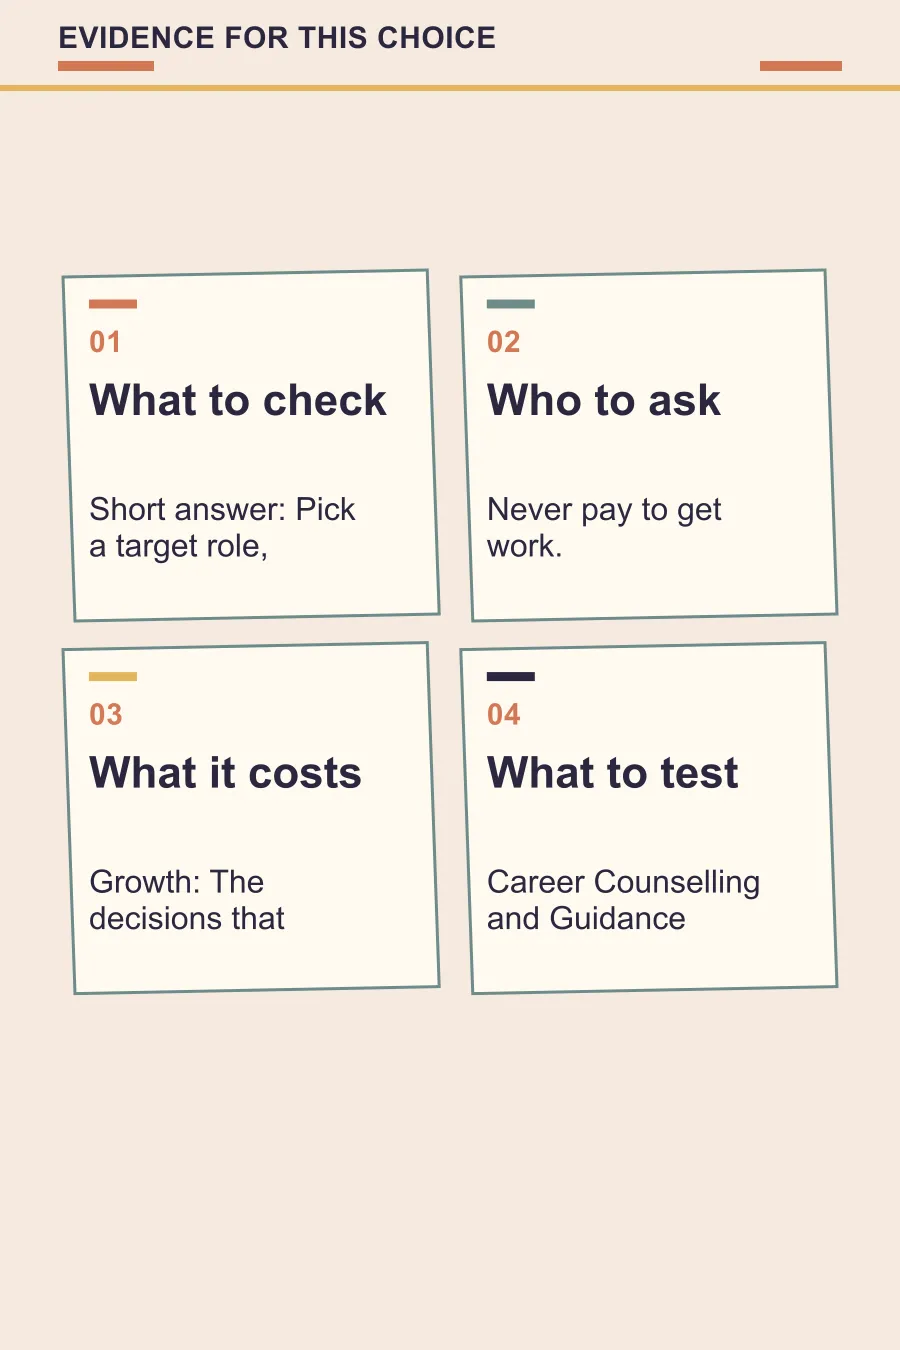 EVIDENCE FOR THIS CHOICE
01
What to check
Short answer: Pick
a target role,
02
Who to ask
Never pay to get
work.
03
What it costs
Growth: The
decisions that
04
What to test
Career Counselling
and Guidance